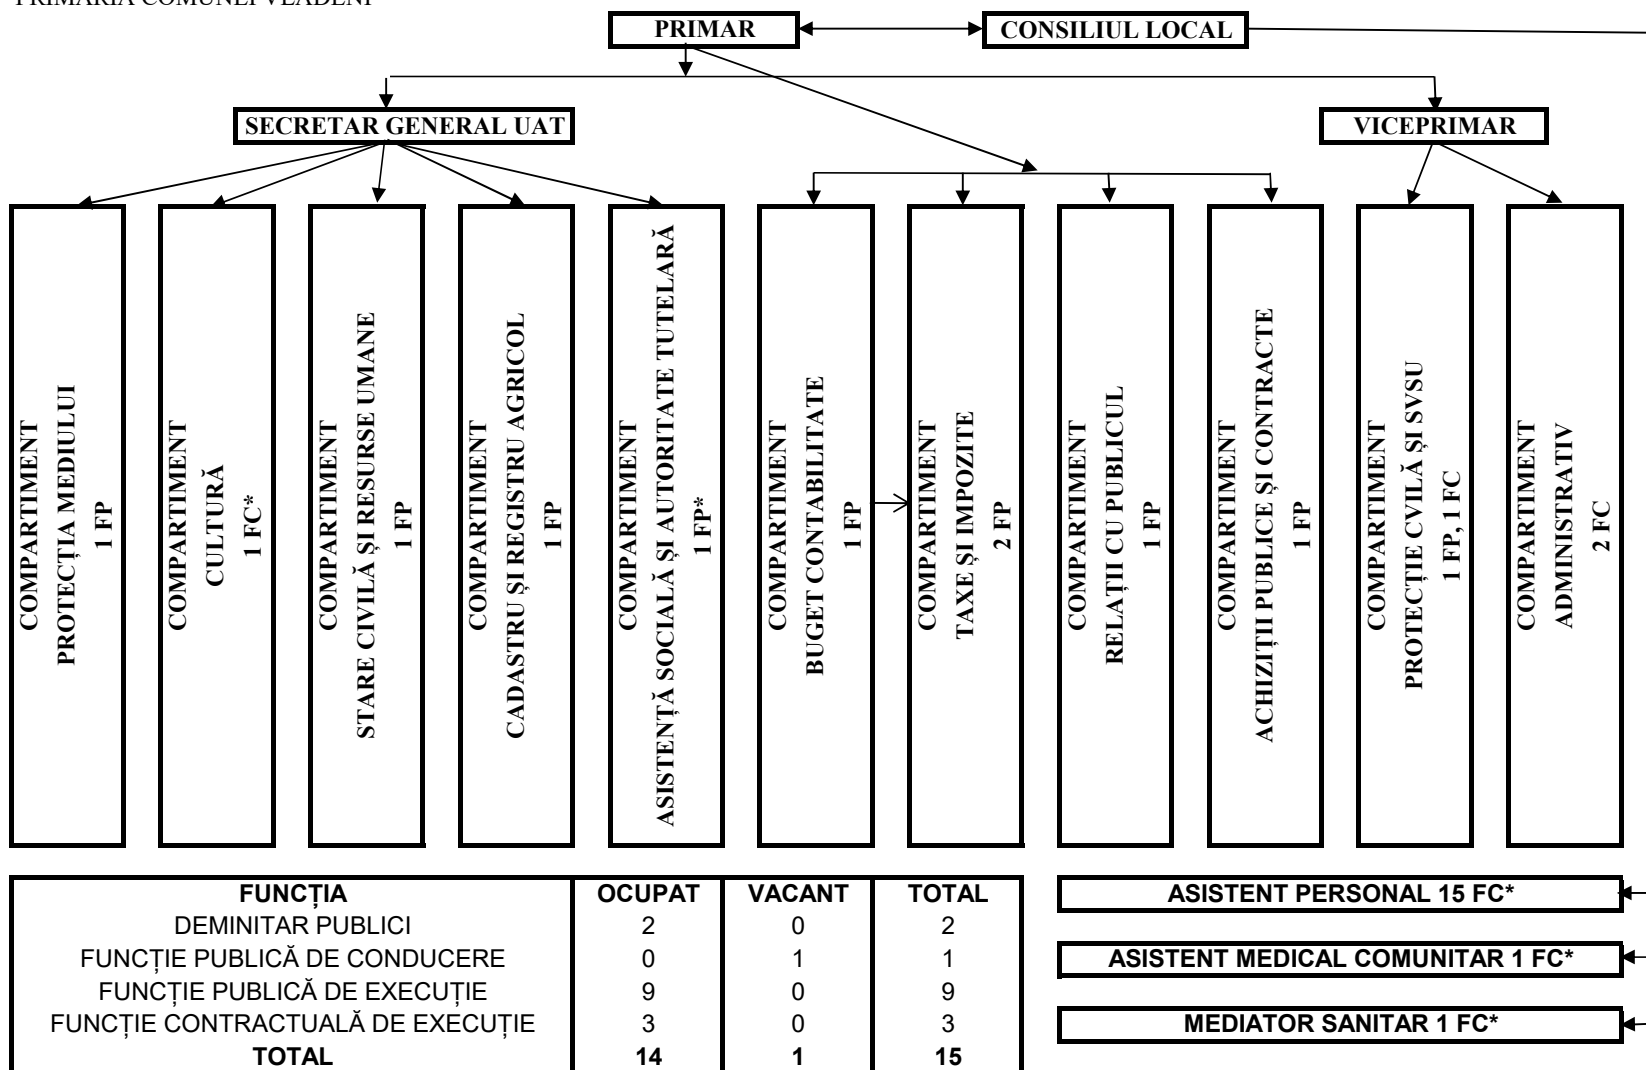 PRIMĂRIA COMUNEI VLĂDENI
PRIMAR
CONSILIUL LOCAL
SECRETAR GENERAL UAT
VICEPRIMAR
COMPARTIMENT
PROTECȚIA MEDIULUI
1 FP
COMPARTIMENT
CULTURĂ
1 FC*
COMPARTIMENT
STARE CIVILĂ ȘI RESURSE UMANE
1 FP
COMPARTIMENT
CADASTRU ȘI REGISTRU AGRICOL
1 FP
COMPARTIMENT
ASISTENȚĂ SOCIALĂ ȘI AUTORITATE TUTELARĂ
1 FP*
COMPARTIMENT
BUGET CONTABILITATE
1 FP
COMPARTIMENT
TAXE ȘI IMPOZITE
2 FP
COMPARTIMENT
RELAȚII CU PUBLICUL
1 FP
COMPARTIMENT
ACHIZIȚII PUBLICE ȘI CONTRACTE
1 FP
COMPARTIMENT
PROTECȚIE CVILĂ ȘI SVSU
1 FP, 1 FC
COMPARTIMENT
ADMINISTRATIV
2 FC
FUNCȚIA OCUPAT VACANT TOTAL
DEMINITAR PUBLICI 2 0 2
FUNCȚIE PUBLICĂ DE CONDUCERE 0 1 1
FUNCȚIE PUBLICĂ DE EXECUȚIE 9 0 9
FUNCȚIE CONTRACTUALĂ DE EXECUȚIE 3 0 3
TOTAL 14 1 15
ASISTENT PERSONAL 15 FC*
ASISTENT MEDICAL COMUNITAR 1 FC*
MEDIATOR SANITAR 1 FC*